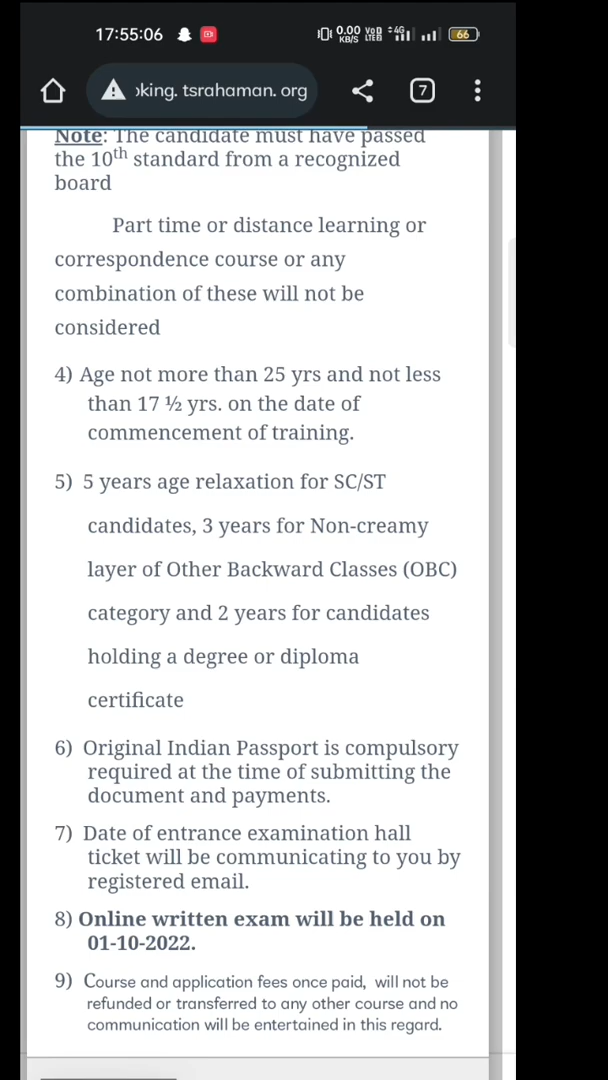 17:55:06 0.00 KB/S VoD LTE 4G 66
oking. tsrahaman. org 7
Note: The candidate must have passed
the 10th standard from a recognized
board
Part time or distance learning or
correspondence course or any
combination of these will not be
considered
4) Age not more than 25 yrs and not less
than 17 ½ yrs. on the date of
commencement of training.
5) 5 years age relaxation for SC/ST
candidates, 3 years for Non-creamy
layer of Other Backward Classes (OBC)
category and 2 years for candidates
holding a degree or diploma
certificate
6) Original Indian Passport is compulsory
required at the time of submitting the
document and payments.
7) Date of entrance examination hall
ticket will be communicating to you by
registered email.
8) Online written exam will be held on
01-10-2022.
9) Course and application fees once paid, will not be
refunded or transferred to any other course and no
communication will be entertained in this regard.